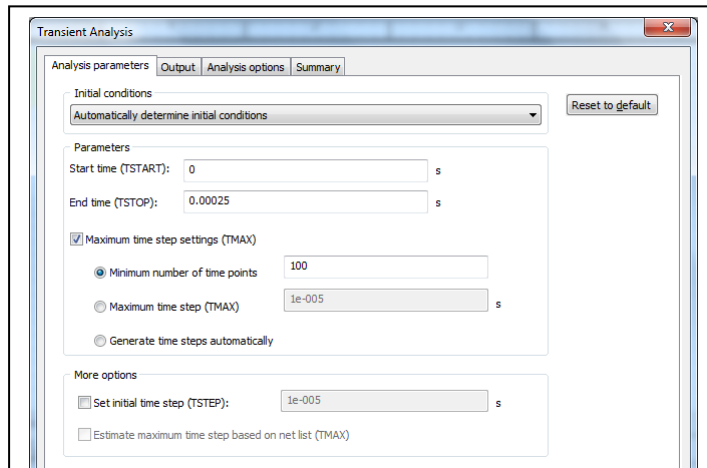 Transient Analysis
Analysis parameters Output Analysis options Summary
Initial conditions
Automatically determine initial conditions
Reset to default
Parameters
Start time (TSTART): 0 s
End time (TSTOP): 0.00025 s
Maximum time step settings (TMAX)
Minimum number of time points 100
Maximum time step (TMAX) 1e-005 s
Generate time steps automatically
More options
Set initial time step (TSTEP): 1e-005 s
Estimate maximum time step based on net list (TMAX)